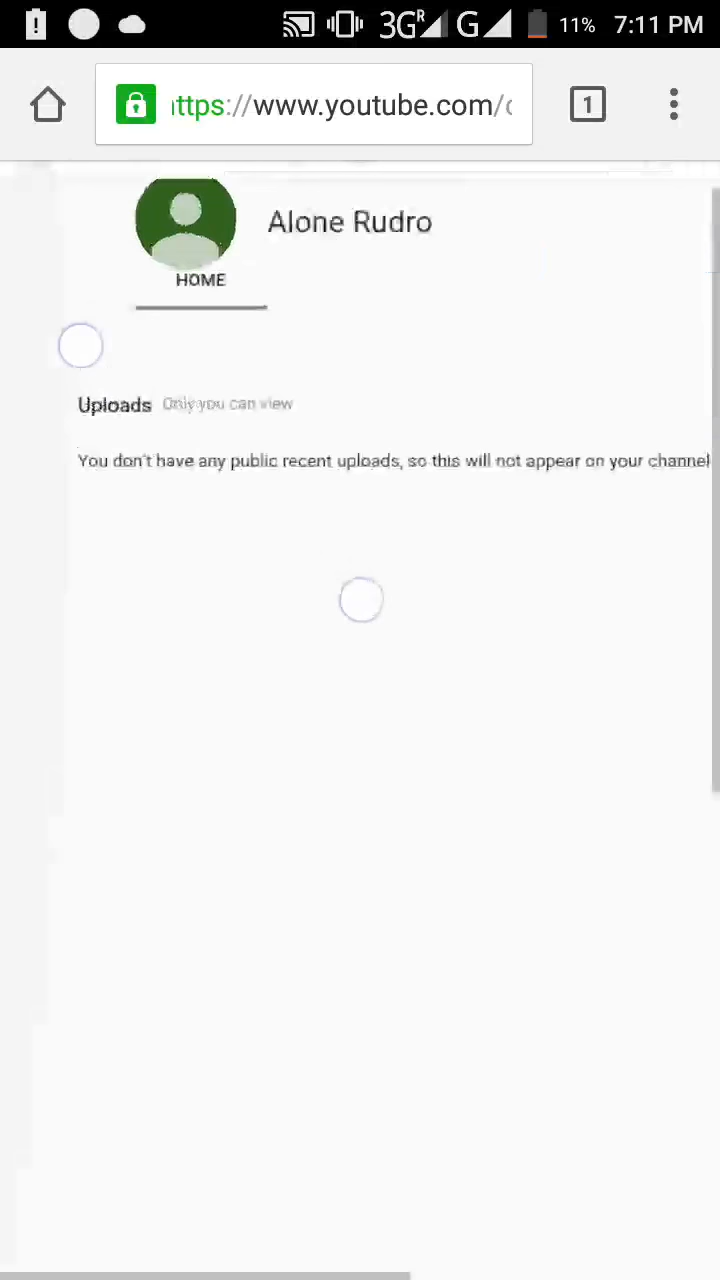 3G R G 11% 7:11 PM
ttps://www.youtube.com/c 1
Alone Rudro
HOME
Uploads Only you can view
You don't have any public recent uploads, so this will not appear on your channel